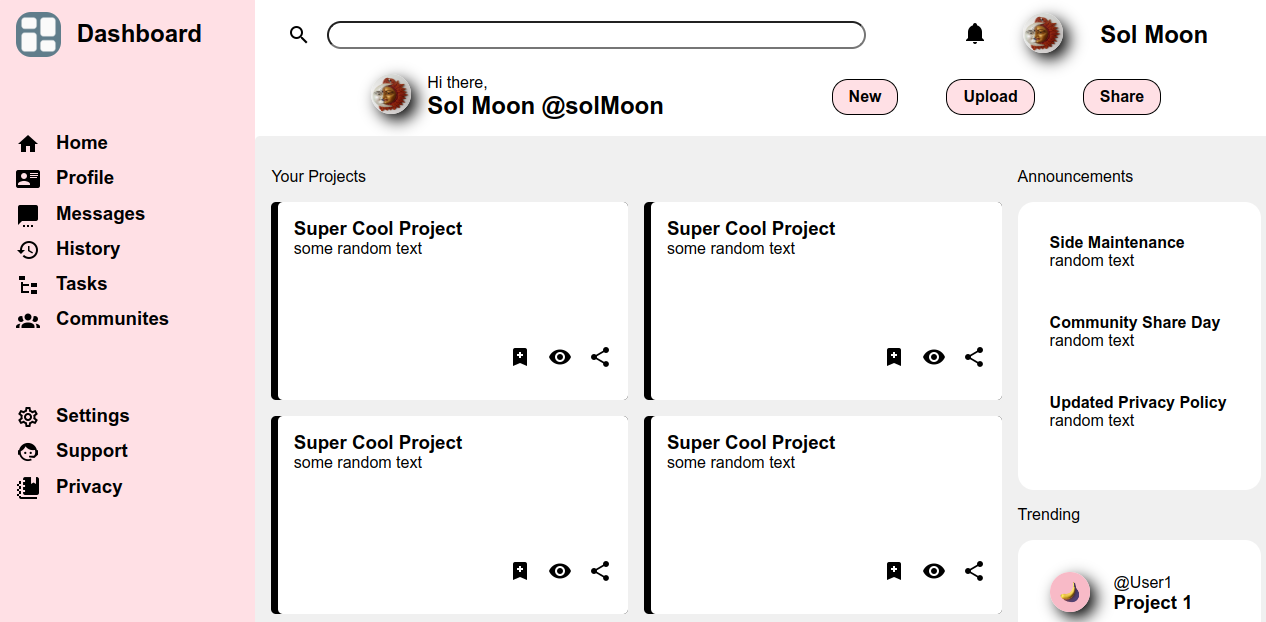 Dashboard
Home
Profile
Messages
History
Tasks
Communites
Settings
Support
Privacy
Sol Moon
Hi there,
Sol Moon @solMoon
New
Upload
Share
Your Projects
Super Cool Project
some random text
Super Cool Project
some random text
Super Cool Project
some random text
Super Cool Project
some random text
Announcements
Side Maintenance
random text
Community Share Day
random text
Updated Privacy Policy
random text
Trending
@User1
Project 1